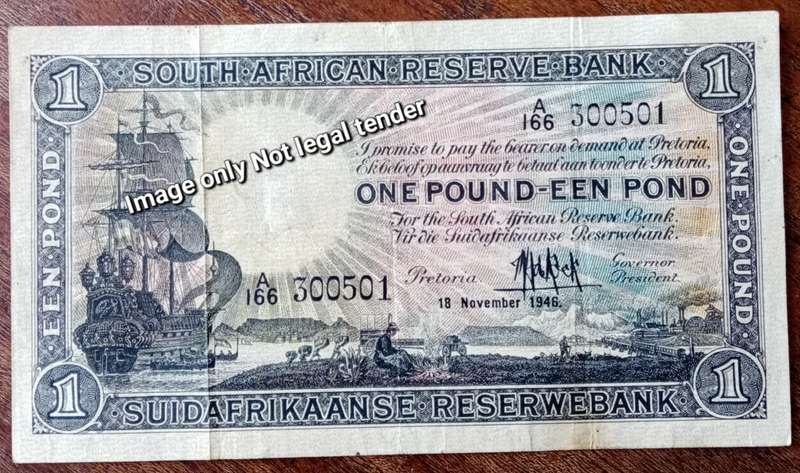 1
SOUTH·AFRICAN·RESERVE·BANK
1
EEN·POND
ONE·POUND
A/166 300501
Image only Not legal tender
I promise to pay the bearer on demand at Pretoria.
Ek beloof op aanvraag te betaal aan toonder te Pretoria.
ONE POUND–EEN POND
For the South African Reserve Bank.
Vir die Suidafrikaanse Reserwebank.
A/166 300501
Pretoria
Governor
President.
18 November 1946.
1
SUIDAFRIKAANSE·RESERWEBANK
1